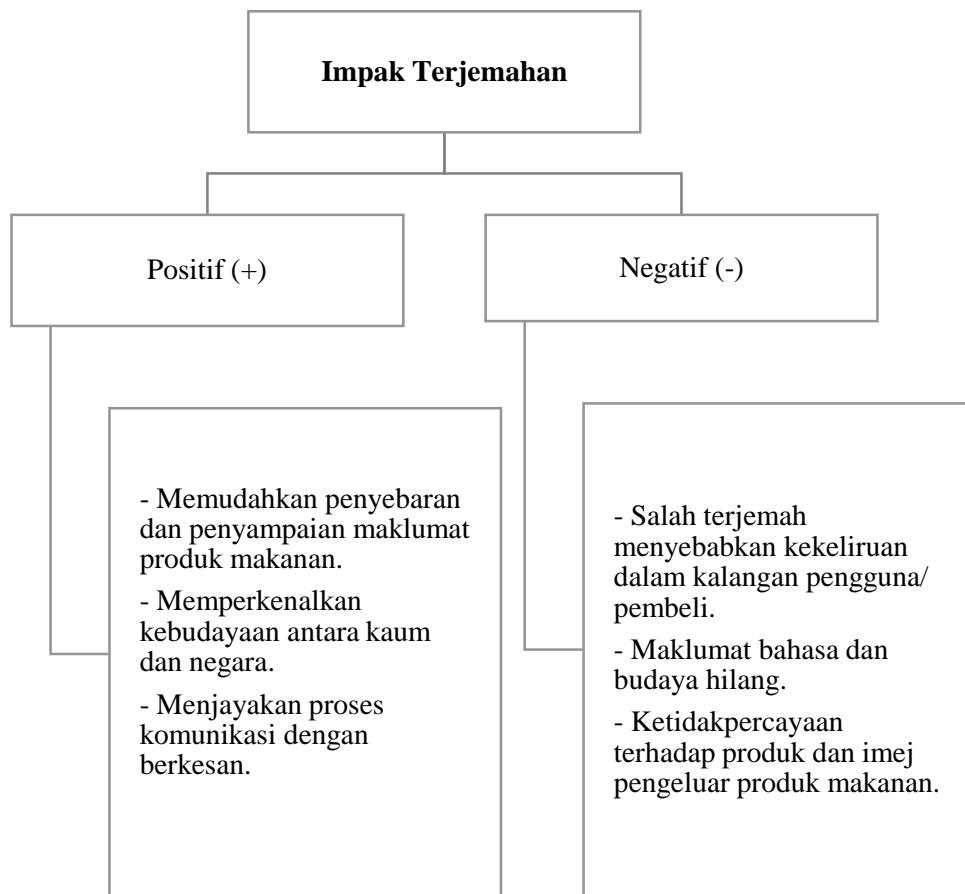 Impak Terjemahan
Positif (+)
Negatif (-)
- Memudahkan penyebaran
dan penyampaian maklumat
produk makanan.
- Memperkenalkan
kebudayaan antara kaum
dan negara.
- Menjayakan proses
komunikasi dengan
berkesan.
- Salah terjemah
menyebabkan kekeliruan
dalam kalangan pengguna/
pembeli.
- Maklumat bahasa dan
budaya hilang.
- Ketidakpercayaan
terhadap produk dan imej
pengeluar produk makanan.